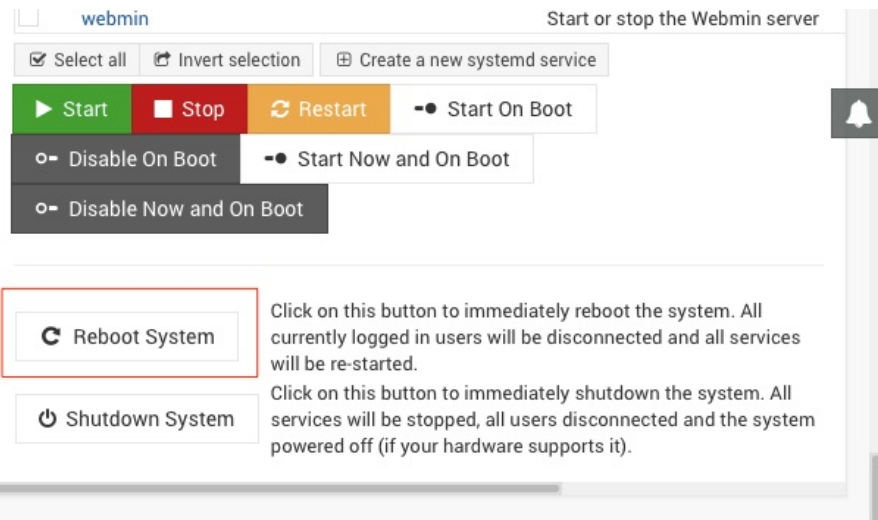 webmin Start or stop the Webmin server
Select all Invert selection Create a new systemd service
Start Stop Restart Start On Boot
Disable On Boot Start Now and On Boot
Disable Now and On Boot
Click on this button to immediately reboot the system. All
Reboot System currently logged in users will be disconnected and all services
will be re-started.
Click on this button to immediately shutdown the system. All
Shutdown System services will be stopped, all users disconnected and the system
powered off (if your hardware supports it).